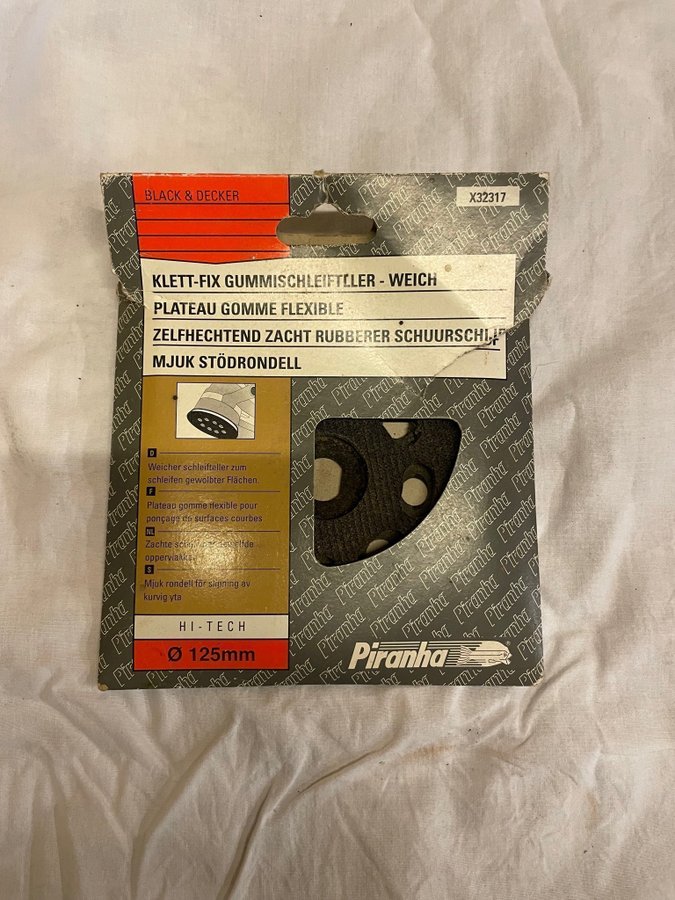 BLACK & DECKER
X32317
KLETT-FIX GUMMISCHLEIFTELLER - WEICH
PLATEAU GOMME FLEXIBLE
ZELFHECHTEND ZACHT RUBBERER SCHUURSCHIJF
MJUK STÖDRONDELL
D
Weicher schleifteller zum
schleifen gewolbter Flächen.
F
Plateau gomme flexible pour
ponçage de surfaces courbes
NL
Zachte
oppervlakken
S
Mjuk rondell för slipning av
kurvig yta
HI-TECH
Ø 125mm
Piranha